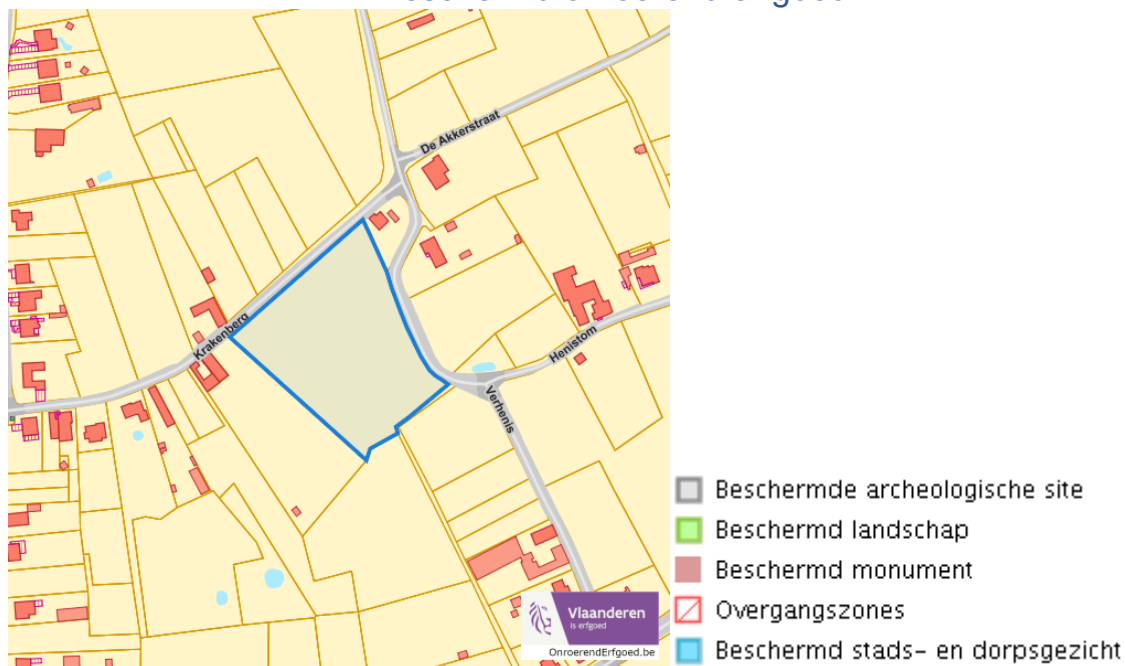 De Akkerstraat
Krakenberg
Henistom
Verhenis
Vlaanderen
is erfgoed
OnroerendErfgoed.be
Beschermde archeologische site
Beschermd landschap
Beschermd monument
Overgangszones
Beschermd stads- en dorpsgezicht